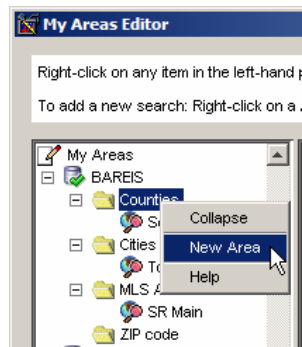 My Areas Editor
Right-click on any item in the left-hand
To add a new search: Right-click on a
My Areas
BAREIS
Counties
Collapse
Cities
New Area
MLS
Help
SR Main
ZIP code